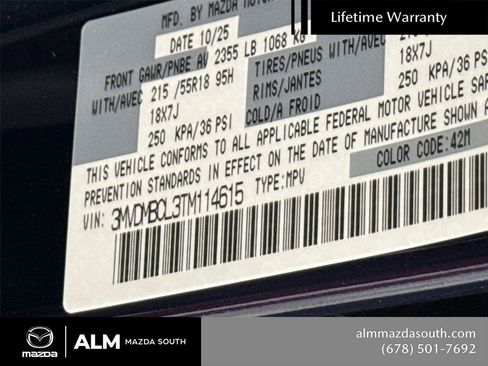 Lifetime Warranty
MFD. BY MAZDA MOTOR
DATE 10/25
FRONT GAWR/PNBE AV 2355 LB 1068 KG
WITH/AVEC 215 /55R18 95H TIRES/PNEUS WITH/AVEC
18X7J RIMS/JANTES 18X7J
250 KPA/36 PSI COLD/A FROID 250 KPA/36 PSI
THIS VEHICLE CONFORMS TO ALL APPLICABLE FEDERAL MOTOR VEHICLE SAF
PREVENTION STANDARDS IN EFFECT ON THE DATE OF MANUFACTURE SHOWN A
COLOR CODE:42M
VIN: 3MVDMBCL3TM114615 TYPE:MPV
mazda
ALM MAZDA SOUTH
almmazdasouth.com
(678) 501-7692